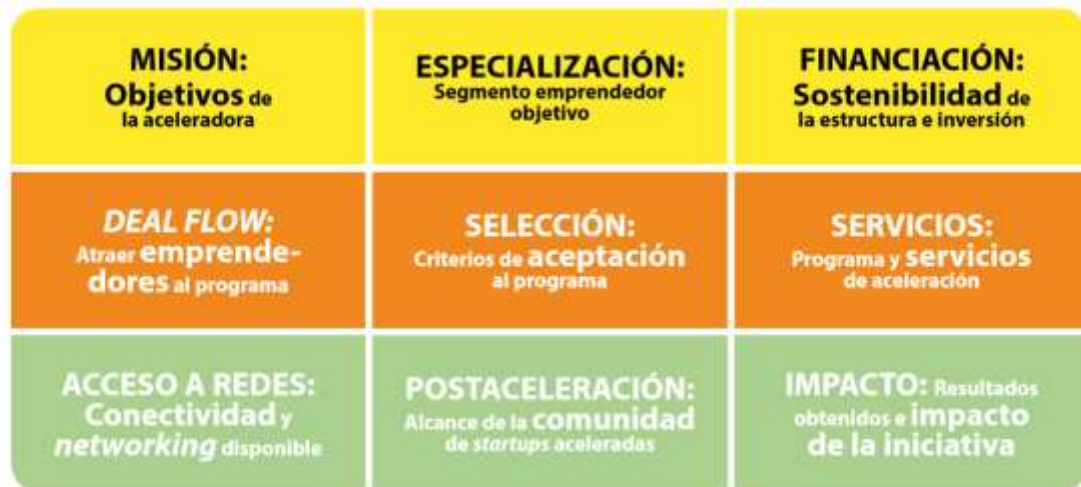 MISIÓN:
Objetivos de
la aceleradora
ESPECIALIZACIÓN:
Segmento emprendedor
objetivo
FINANCIACIÓN:
Sostenibilidad de
la estructura e inversión
DEAL FLOW:
Atraer emprende-
dores al programa
SELECCIÓN:
Criterios de aceptación
al programa
SERVICIOS:
Programa y servicios
de aceleración
ACCESO A REDES:
Conectividad y
networking disponible
POSTACELERACIÓN:
Alcance de la comunidad
de startups aceleradas
IMPACTO: Resultados
obtenidos e impacto
de la iniciativa